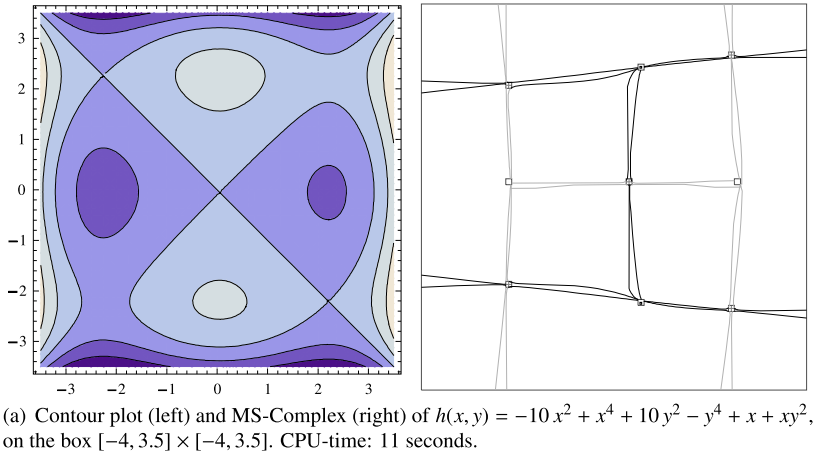 3
2
1
0
−1
−2
−3
−3 −2 −1 0 1 2 3
(a) Contour plot (left) and MS-Complex (right) of h(x, y) = −10 x² + x⁴ + 10 y² − y⁴ + x + xy²,
on the box [−4, 3.5] × [−4, 3.5]. CPU-time: 11 seconds.